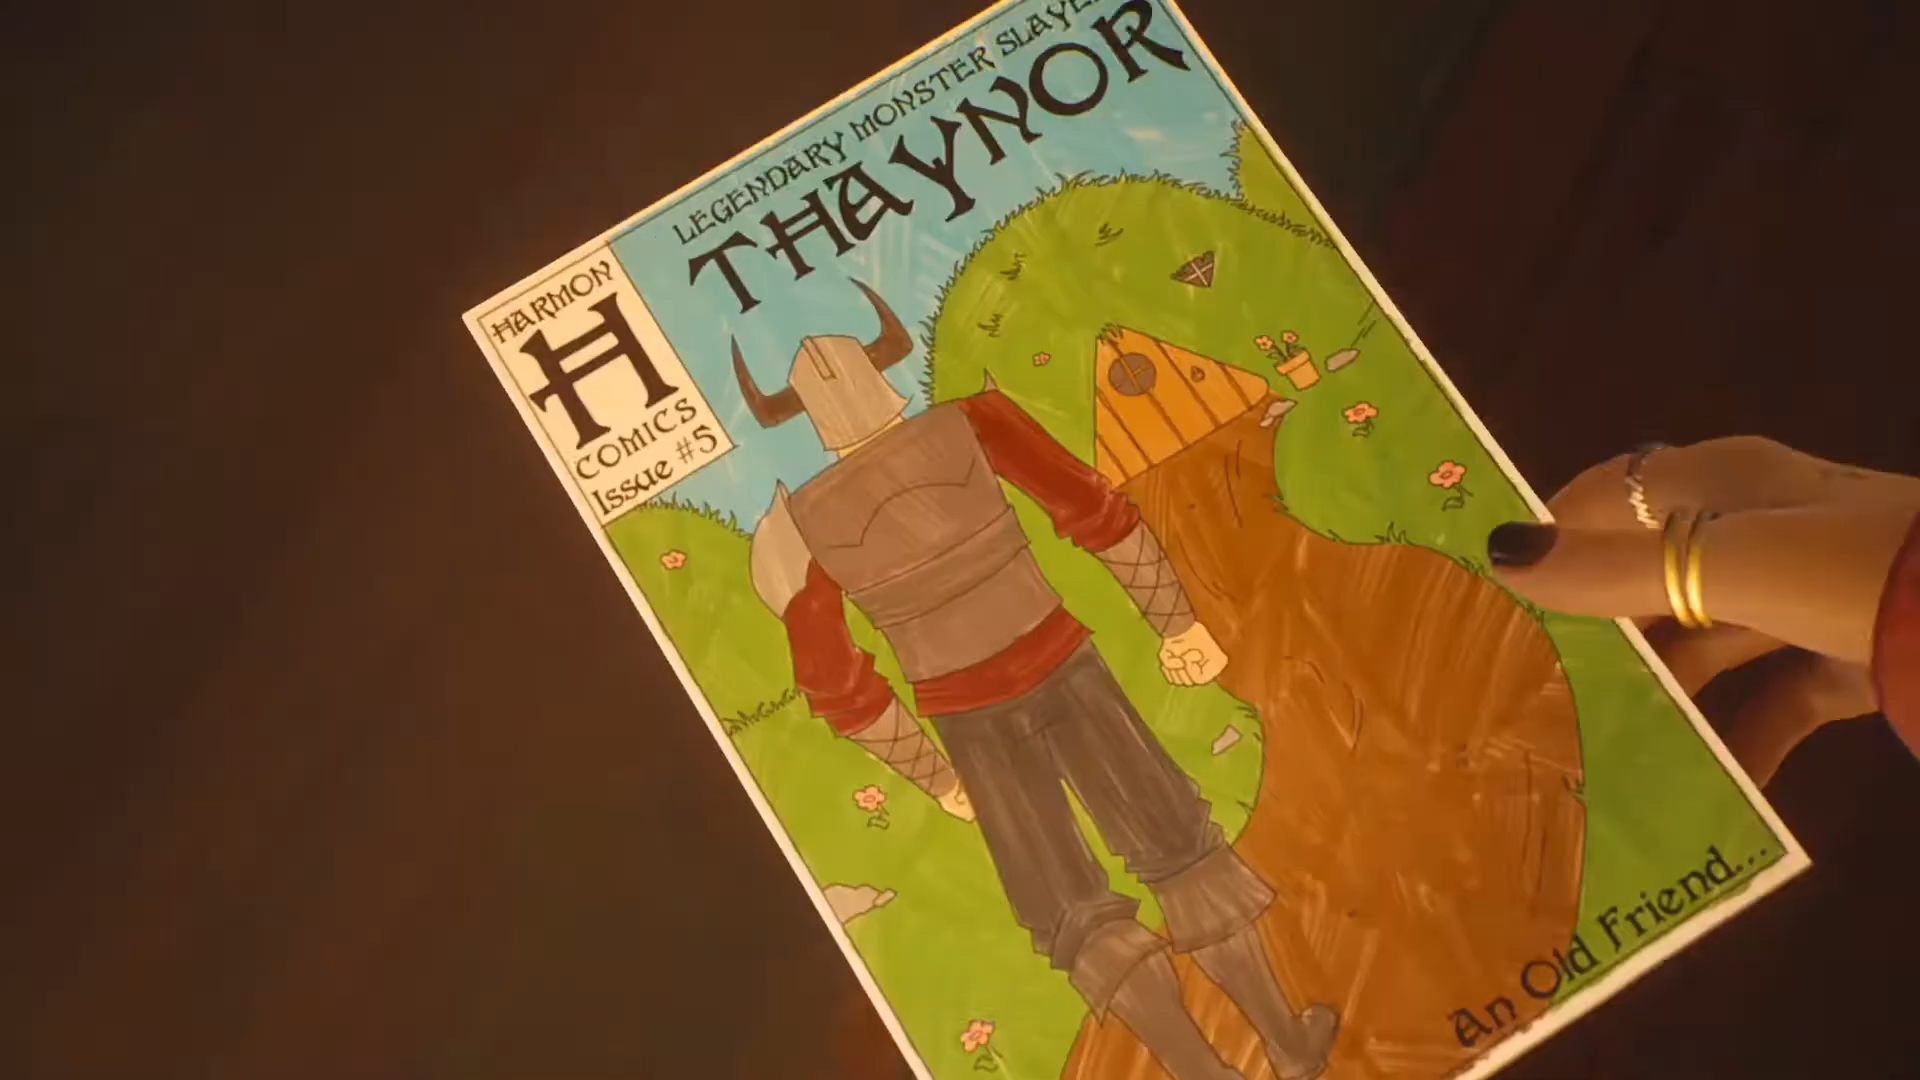 LEGENDARY MONSTER SLAYER
THAYNOR
HARMON
H
COMICS
Issue #5
An Old Friend...